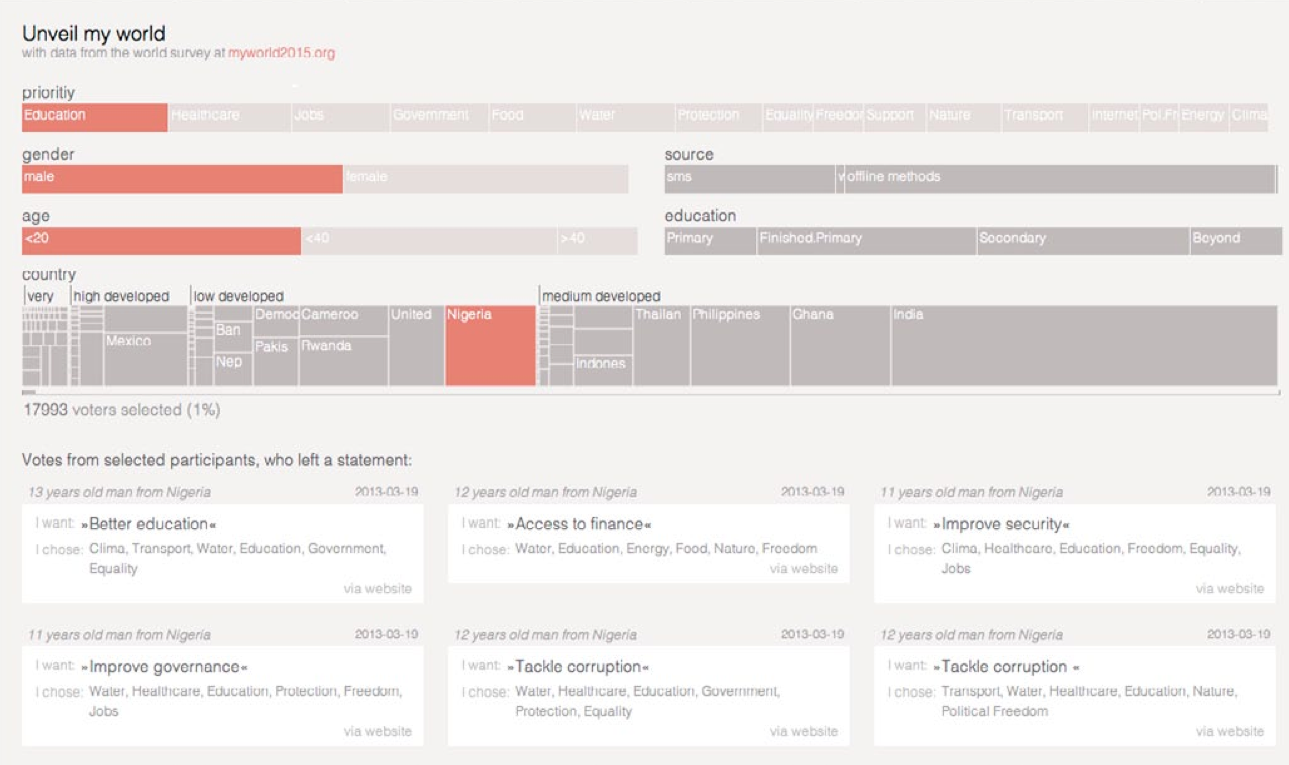 Unveil my world
with data from the world survey at myworld2015.org
prioritiy
Education Healthcare Jobs Government Food Water Protection Equality Freedor Support Nature Transport Internet Pol.Fr Energy Clima
gender
male female
source
sms v offline methods
age
<20 <40 >40
education
Primary Finished.Primary Secondary Beyond
country
very high developed low developed medium developed
Mexico Ban Nep Democ Pakis Cameroo Rwanda United Nigeria Indones Thailan Philippines Ghana India
17993 voters selected (1%)
Votes from selected participants, who left a statement:
13 years old man from Nigeria 2013-03-19
I want: »Better education«
I chose: Clima, Transport, Water, Education, Government,
Equality
via website
12 years old man from Nigeria 2013-03-19
I want: »Access to finance«
I chose: Water, Education, Energy, Food, Nature, Freedom
via website
11 years old man from Nigeria 2013-03-19
I want: »Improve security«
I chose: Clima, Healthcare, Education, Freedom, Equality,
Jobs
via website
11 years old man from Nigeria 2013-03-19
I want: »Improve governance«
I chose: Water, Healthcare, Education, Protection, Freedom,
Jobs
via website
12 years old man from Nigeria 2013-03-19
I want: »Tackle corruption«
I chose: Water, Healthcare, Education, Government,
Protection, Equality
via website
12 years old man from Nigeria 2013-03-19
I want: »Tackle corruption «
I chose: Transport, Water, Healthcare, Education, Nature,
Political Freedom
via website